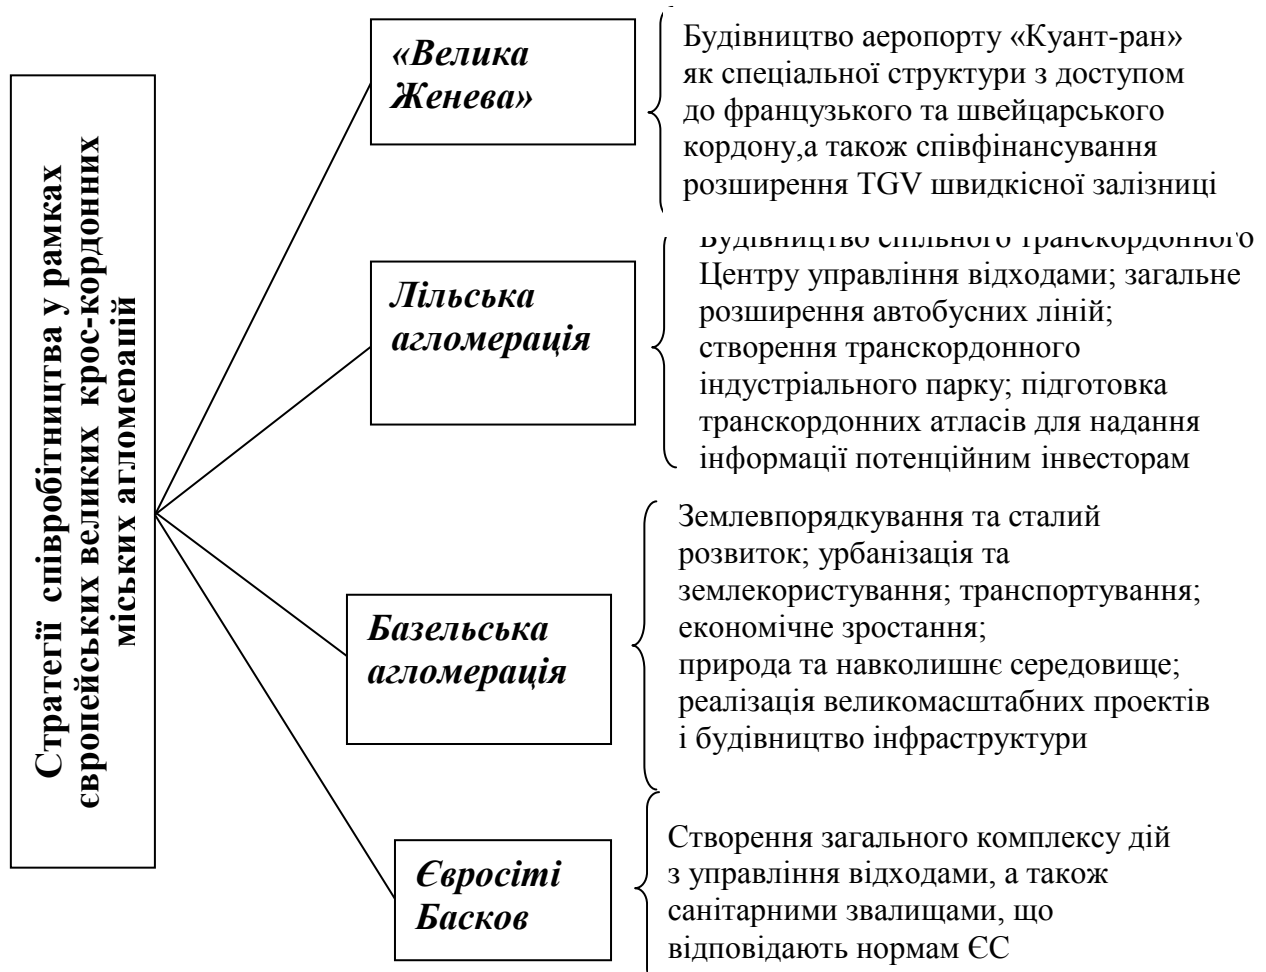 Стратегії співробітництва у рамках
європейських великих крос-кордонних
міських агломерацій
«Велика
Женева»
Будівництво аеропорту «Куант-ран»
як спеціальної структури з доступом
до французького та швейцарського
кордону,а також співфінансування
розширення TGV швидкісної залізниці
Лільська
агломерація
Будівництво спільного транскордонного
Центру управління відходами; загальне
розширення автобусних ліній;
створення транскордонного
індустріального парку; підготовка
транскордонних атласів для надання
інформації потенційним інвесторам
Базельська
агломерація
Землевпорядкування та сталий
розвиток; урбанізація та
землекористування; транспортування;
економічне зростання;
природа та навколишнє середовище;
реалізація великомасштабних проектів
і будівництво інфраструктури
Євросіті
Басков
Створення загального комплексу дій
з управління відходами, а також
санітарними звалищами, що
відповідають нормам ЄС